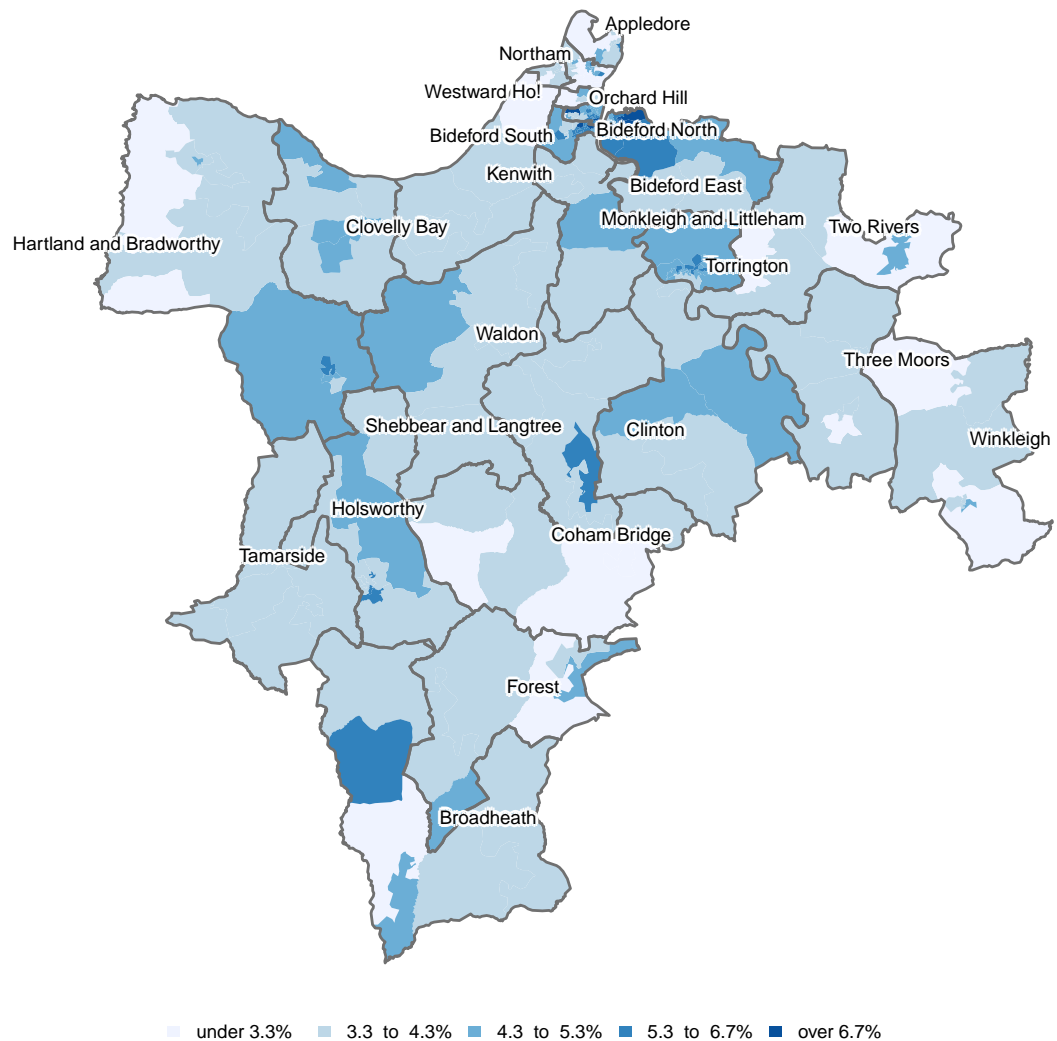 Appledore
Northam
Westward Ho!
Orchard Hill
Bideford South
Bideford North
Kenwith
Bideford East
Monkleigh and Littleham
Clovelly Bay
Two Rivers
Hartland and Bradworthy
Torrington
Waldon
Three Moors
Shebbear and Langtree
Clinton
Winkleigh
Holsworthy
Coham Bridge
Tamarside
Forest
Broadheath
under 3.3% 3.3 to 4.3% 4.3 to 5.3% 5.3 to 6.7% over 6.7%